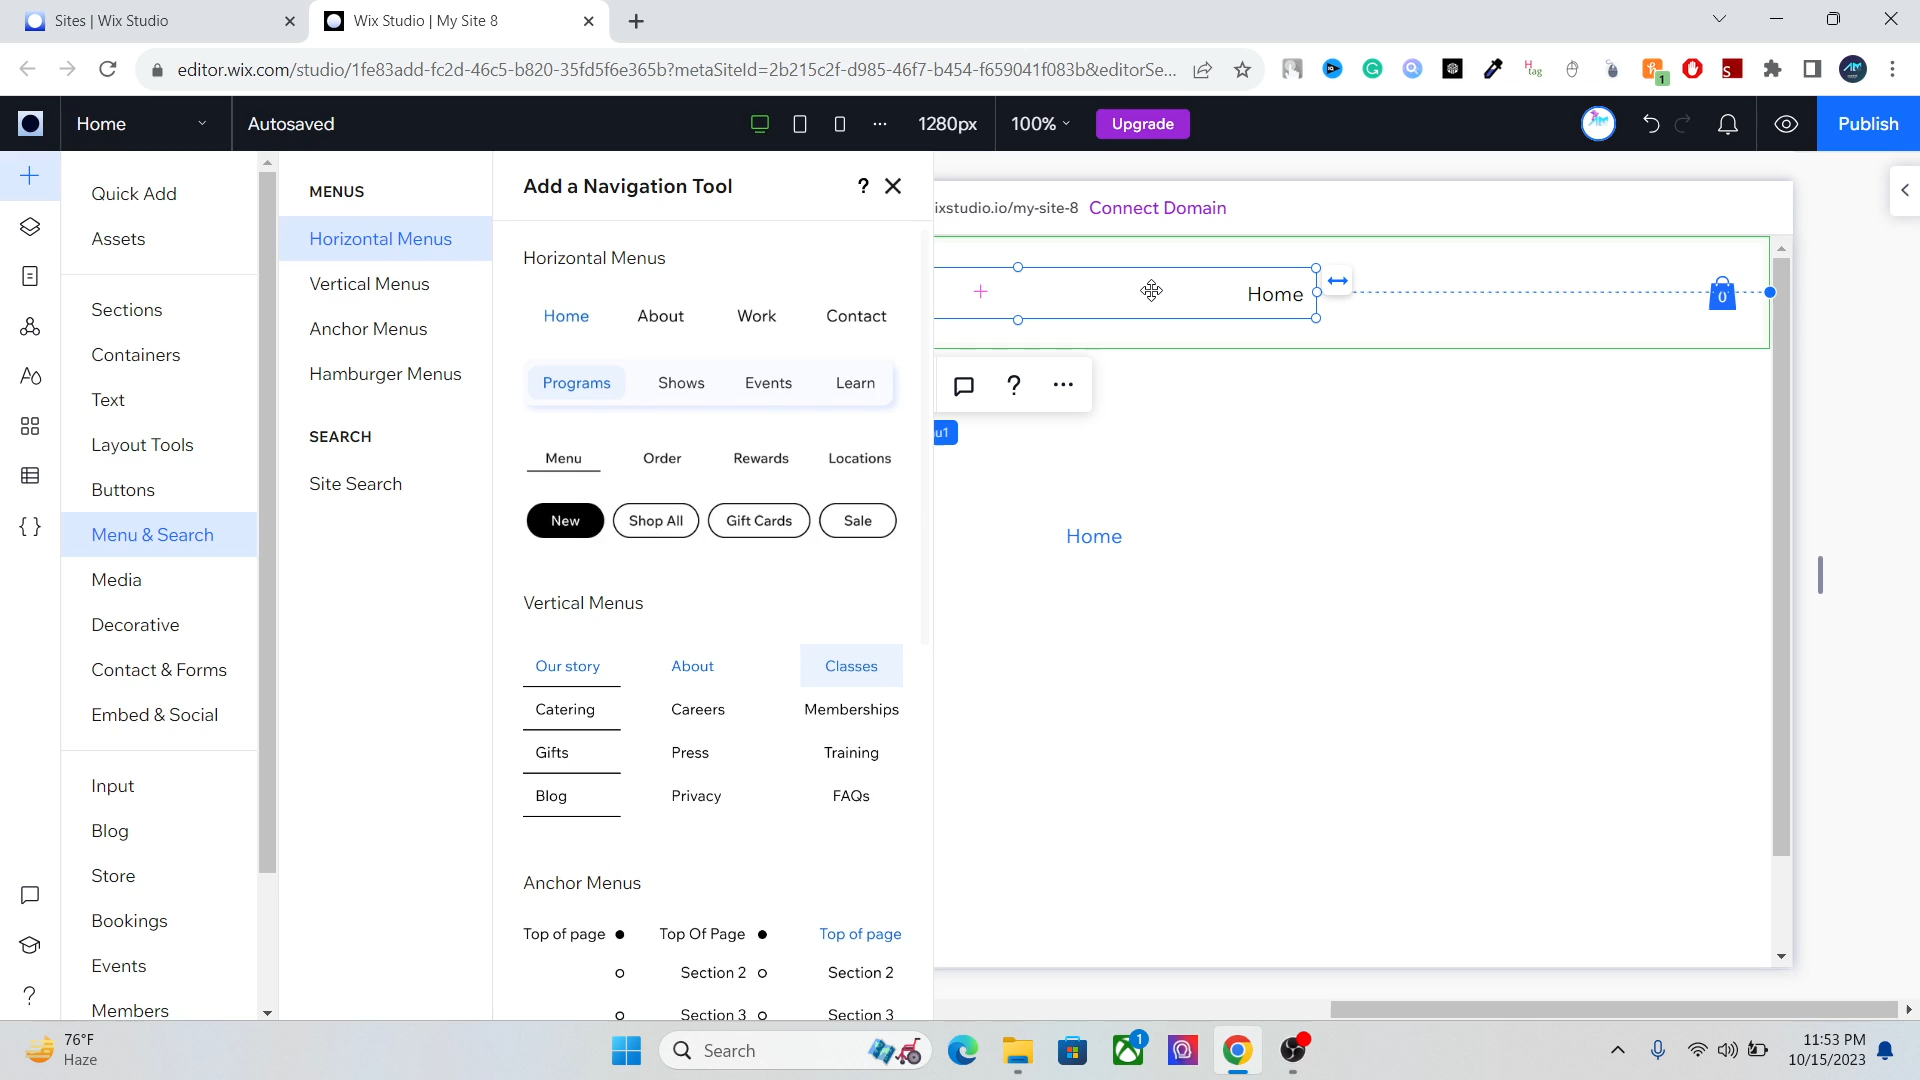 Sites | Wix Studio
Wix Studio | My Site 8
editor.wix.com/studio/1fe83add-fc2d-46c5-b820-35fd5f6e365b?metaSiteId=2b215c2f-d985-46f7-b454-f659041f083b&editorSe...
Home
Autosaved
1280px
100%
Upgrade
Publish
Quick Add
Assets
Sections
Containers
Text
Layout Tools
Buttons
Menu & Search
Media
Decorative
Contact & Forms
Embed & Social
Input
Blog
Store
Bookings
Events
Members
MENUS
Horizontal Menus
Vertical Menus
Anchor Menus
Hamburger Menus
SEARCH
Site Search
Add a Navigation Tool ?
Horizontal Menus
Home About Work Contact
Programs Shows Events Learn
Menu Order Rewards Locations
New Shop All Gift Cards Sale
Vertical Menus
Our story About Classes
Catering Careers Memberships
Gifts Press Training
Blog Privacy FAQs
Anchor Menus
Top of page Top Of Page Top of page
Section 2 Section 2
Section 3 Section 3
ixstudio.io/my-site-8 Connect Domain
Home
0
?
u1
Home
76°F
Haze
Search
1
11:53 PM
10/15/2023